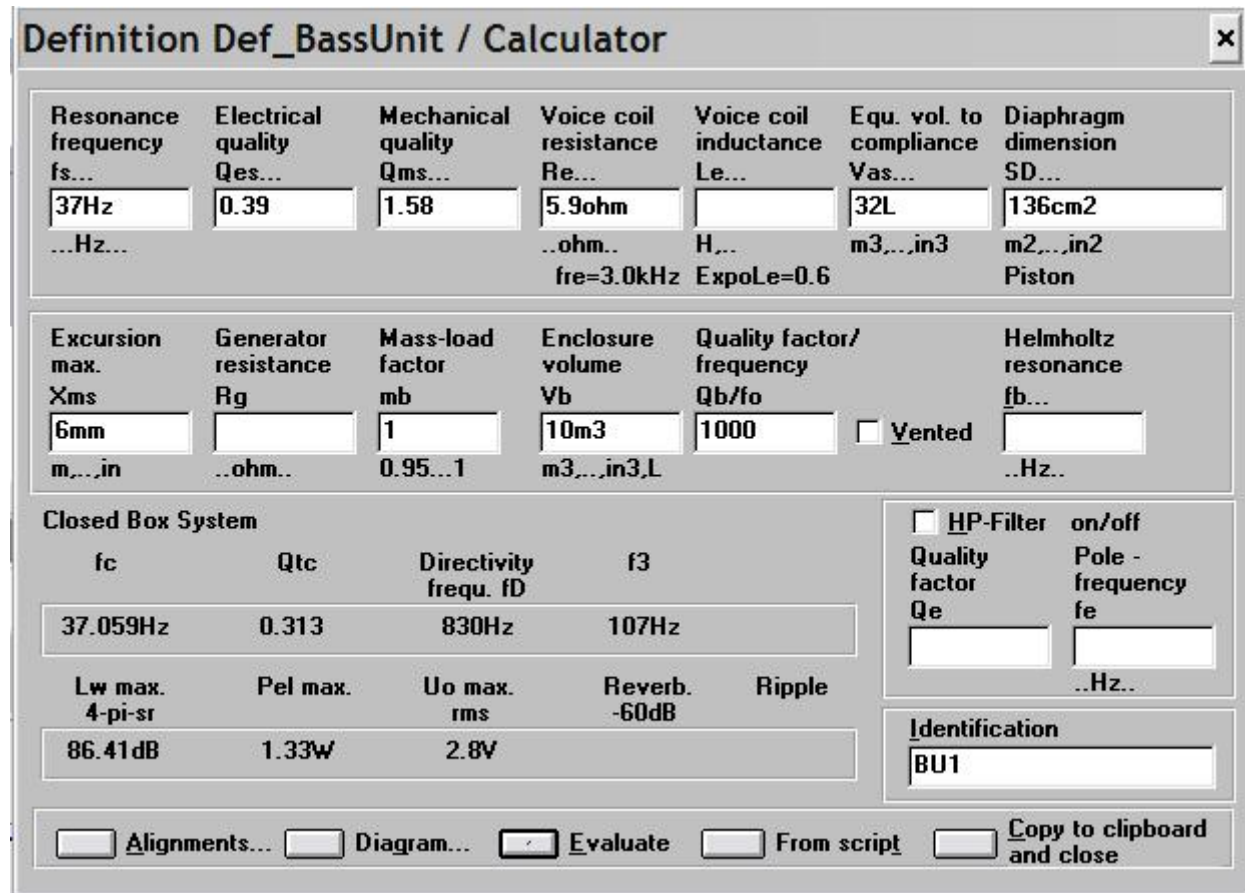 Definition Def_BassUnit / Calculator
Resonance frequency fs... 37Hz ...Hz...
Electrical quality Qes... 0.39
Mechanical quality Qms... 1.58
Voice coil resistance Re... 5.9ohm ..ohm.. fre=3.0kHz
Voice coil inductance Le... H,.. ExpoLe=0.6
Equ. vol. to compliance Vas... 32L m3,..,in3
Diaphragm dimension SD... 136cm2 m2,..,in2 Piston
Excursion max. Xms 6mm m,..,in
Generator resistance Rg ..ohm..
Mass-load factor mb 1 0.95...1
Enclosure volume Vb 10m3 m3,..,in3,L
Quality factor/ frequency Qb/fo 1000
Vented
Helmholtz resonance fb... ..Hz..
Closed Box System
fc Qtc Directivity frequ. fD f3
37.059Hz 0.313 830Hz 107Hz
Lw max. 4-pi-sr Pel max. Uo max. rms Reverb. -60dB Ripple
86.41dB 1.33W 2.8V
HP-Filter on/off
Quality factor Qe
Pole - frequency fe ..Hz..
Identification
BU1
Alignments... Diagram... Evaluate From script Copy to clipboard and close